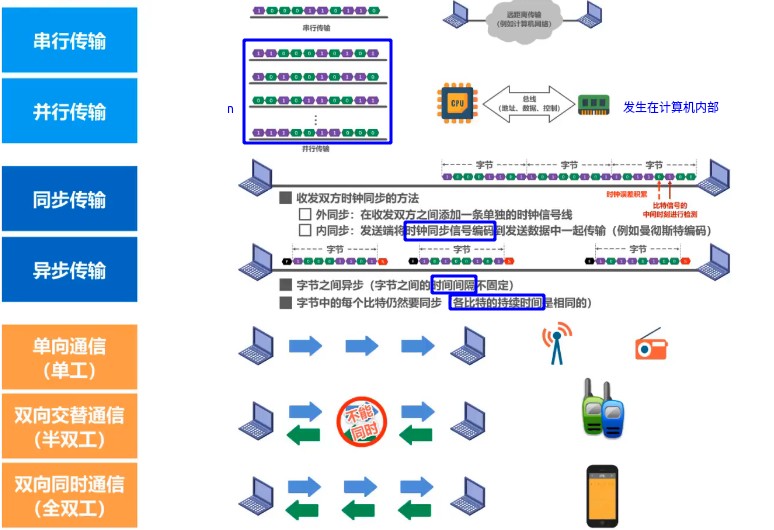 串行传输
串行传输
远距离传输
(例如计算机网络)
并行传输
n
并行传输
CPU
总线
(地址、数据、控制)
发生在计算机内部
同步传输
字节
字节
字节
时钟误差积累
比特信号的
中间时刻进行检测
收发双方时钟同步的方法
外同步：在收发双方之间添加一条单独的时钟信号线
内同步：发送端将时钟同步信号编码到发送数据中一起传输（例如曼彻斯特编码）
异步传输
字节
字节
字节
字节之间异步（字节之间的时间间隔不固定）
字节中的每个比特仍然要同步 各比特的持续时间是相同的）
单向通信
（单工）
双向交替通信
（半双工）
不能
同时
双向同时通信
（全双工）